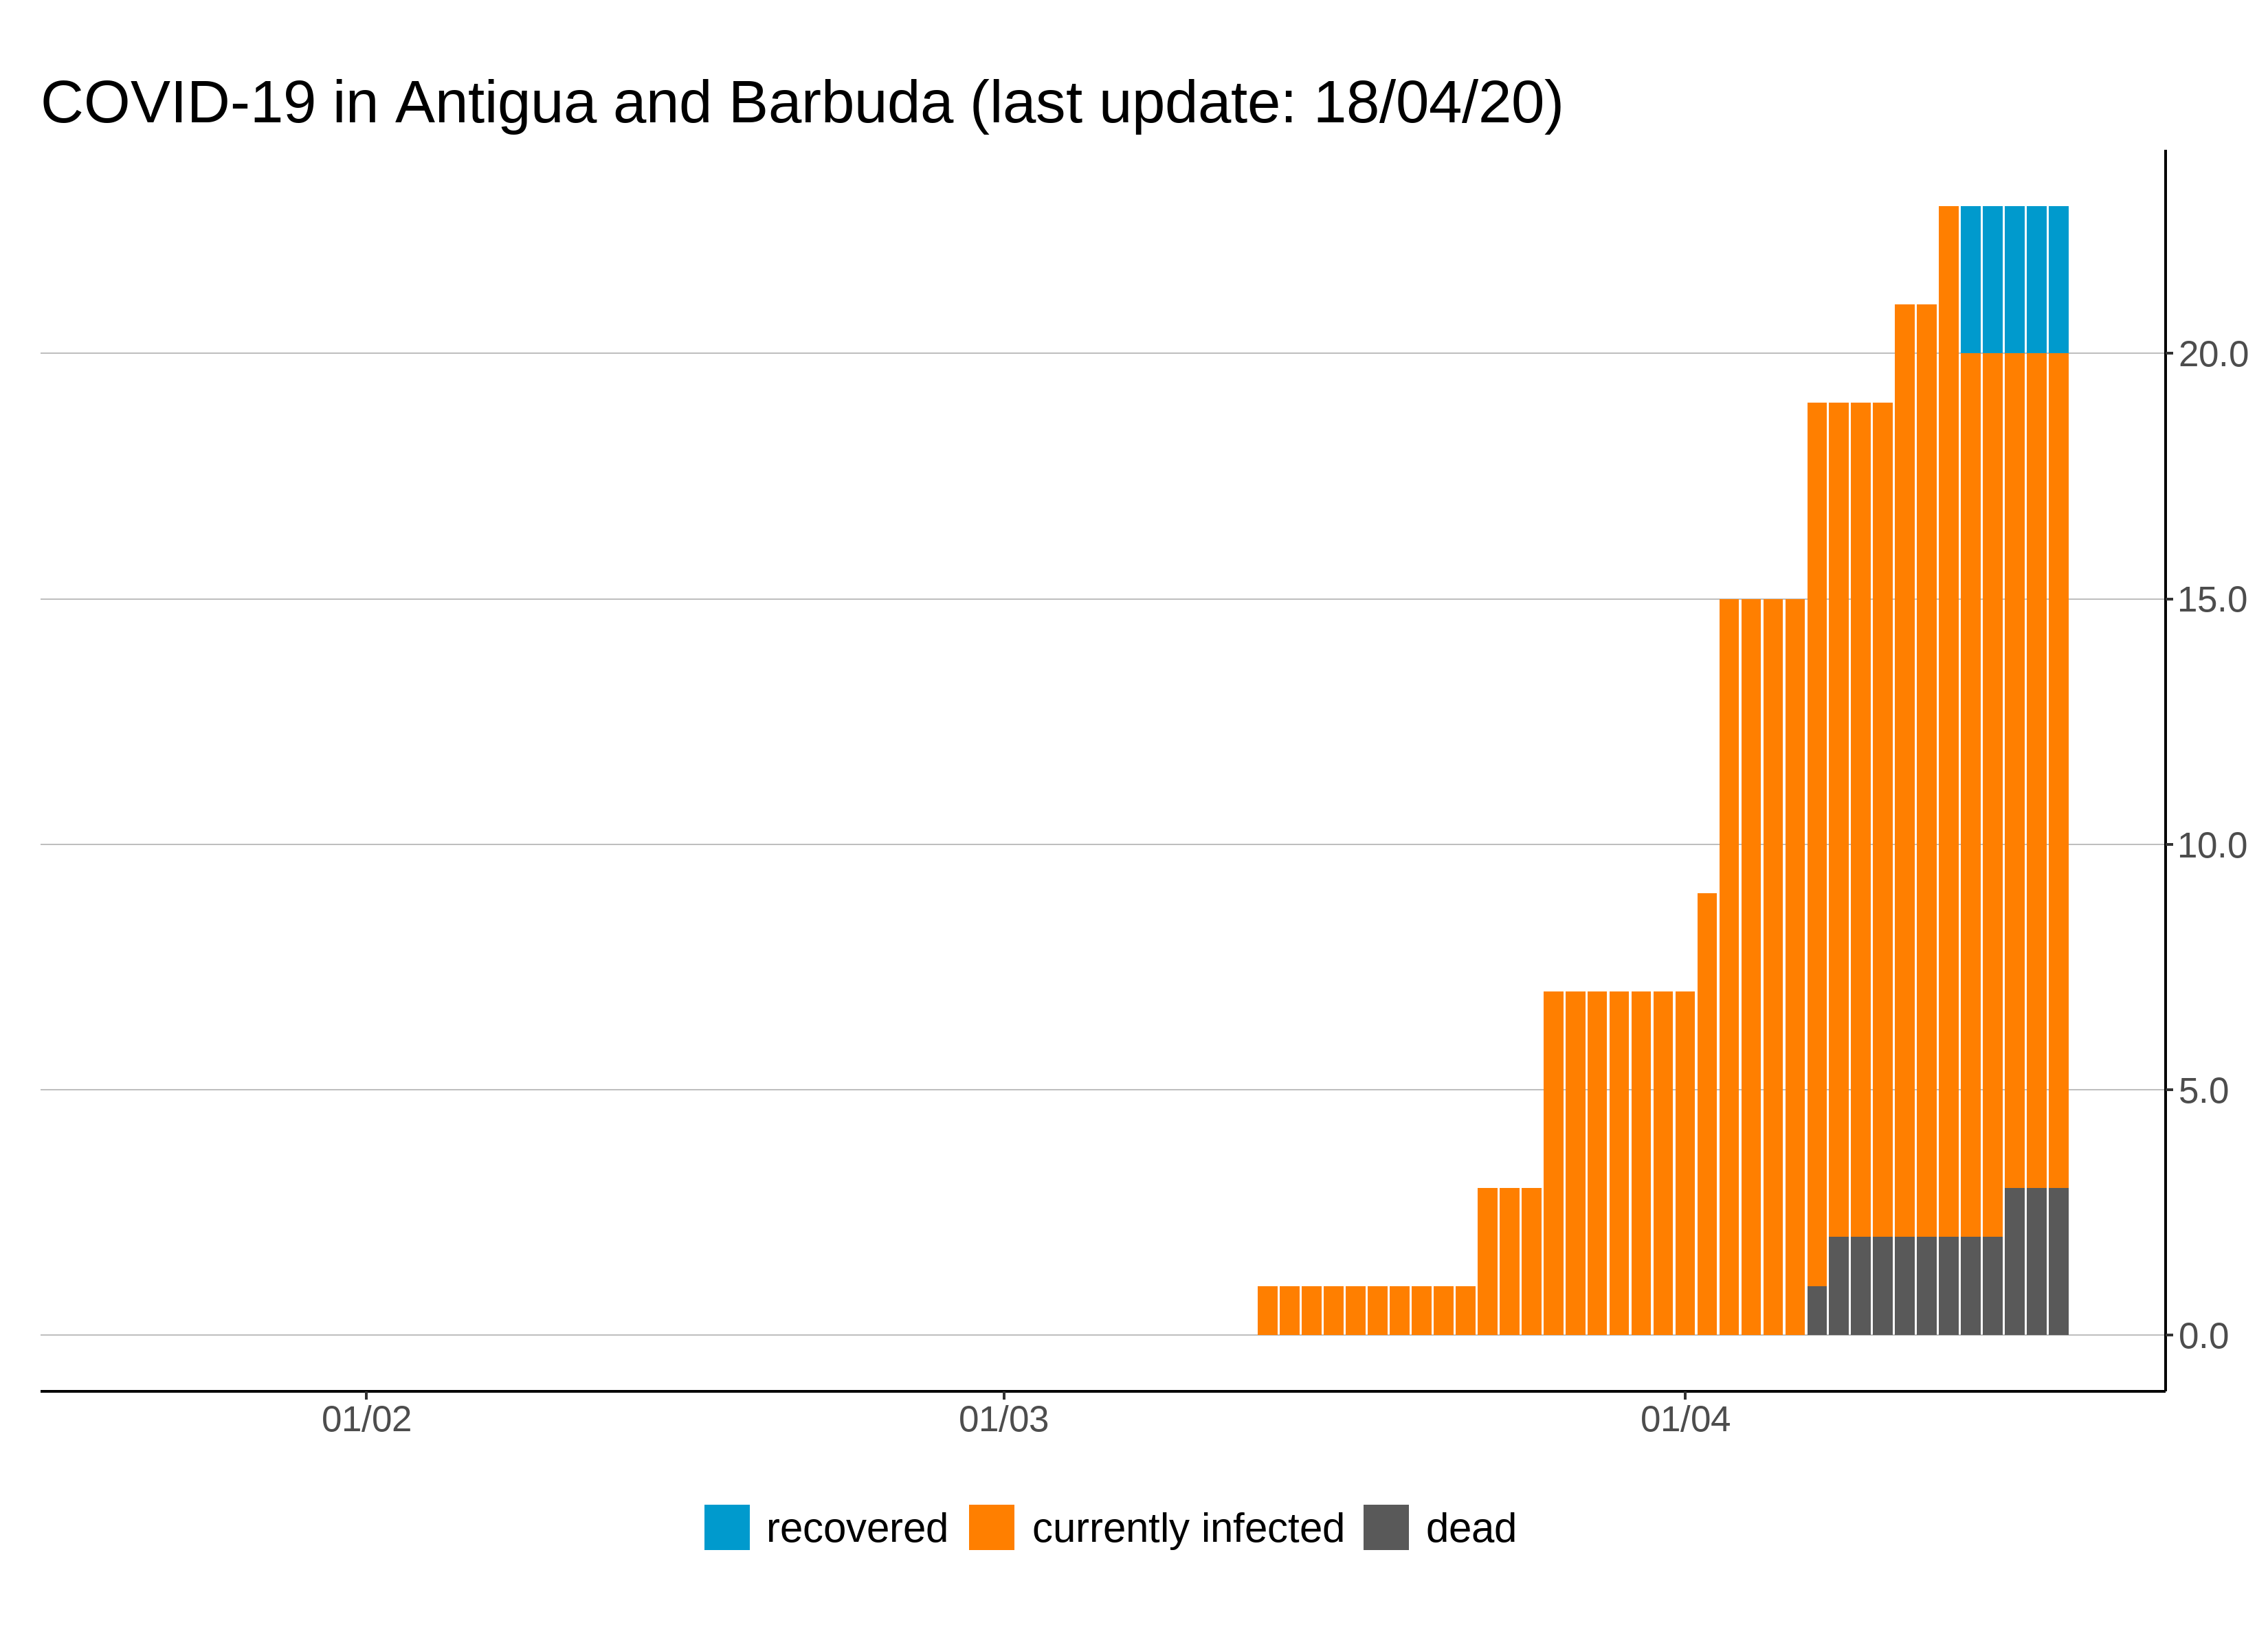 COVID-19 in Antigua and Barbuda (last update: 18/04/20)
20.0
15.0
10.0
5.0
0.0
01/02 01/03 01/04
recovered currently infected dead